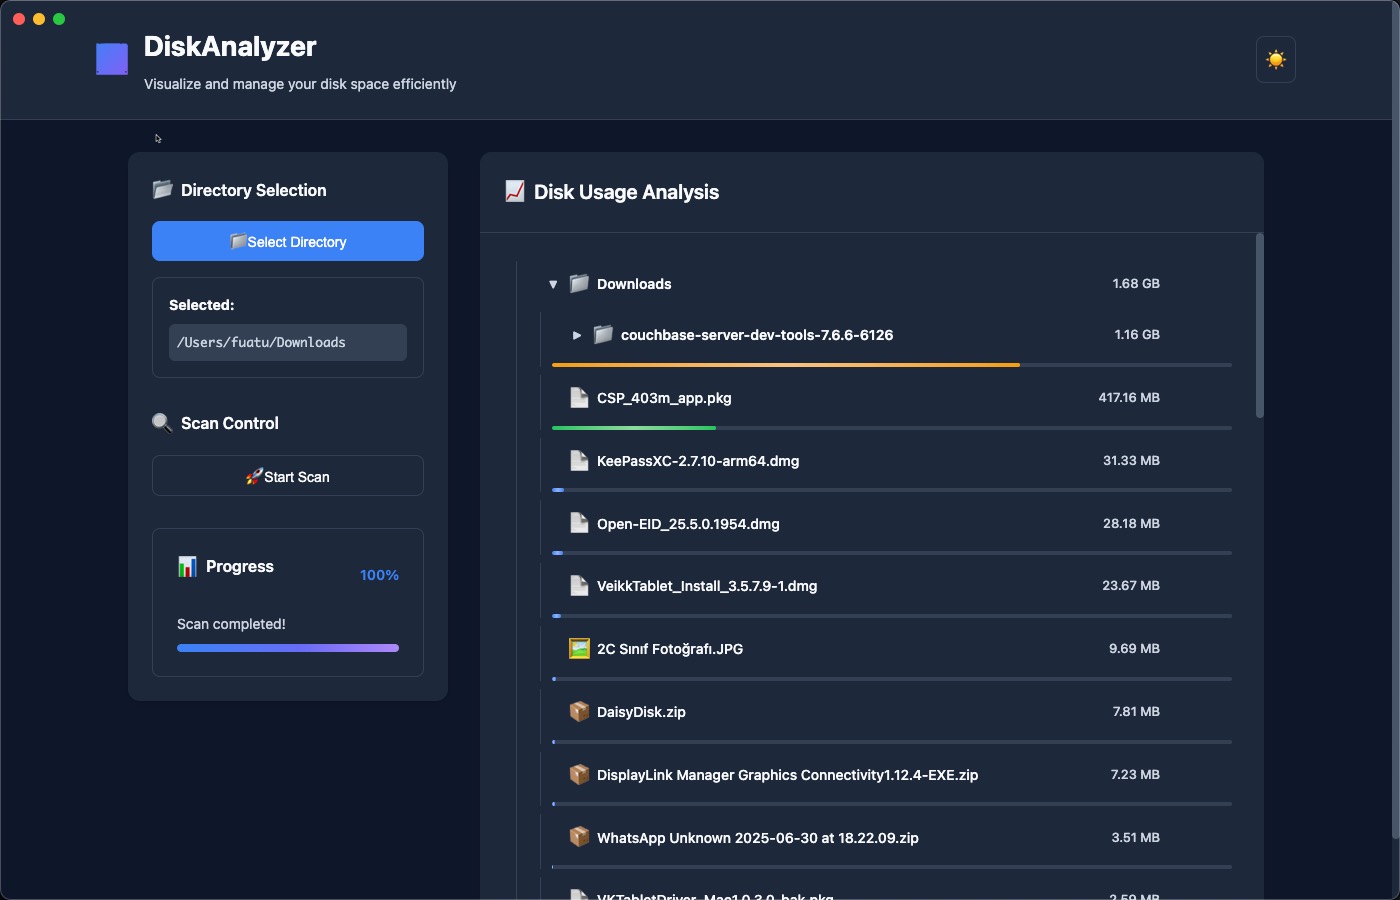 DiskAnalyzer
Visualize and manage your disk space efficiently
Directory Selection
Select Directory
Selected:
/Users/fuatu/Downloads
Scan Control
Start Scan
Progress
100%
Scan completed!
Disk Usage Analysis
Downloads 1.68 GB
couchbase-server-dev-tools-7.6.6-6126 1.16 GB
CSP_403m_app.pkg 417.16 MB
KeePassXC-2.7.10-arm64.dmg 31.33 MB
Open-EID_25.5.0.1954.dmg 28.18 MB
VeikkTablet_Install_3.5.7.9-1.dmg 23.67 MB
2C Sınıf Fotoğrafı.JPG 9.69 MB
DaisyDisk.zip 7.81 MB
DisplayLink Manager Graphics Connectivity1.12.4-EXE.zip 7.23 MB
WhatsApp Unknown 2025-06-30 at 18.22.09.zip 3.51 MB
2.59 MB